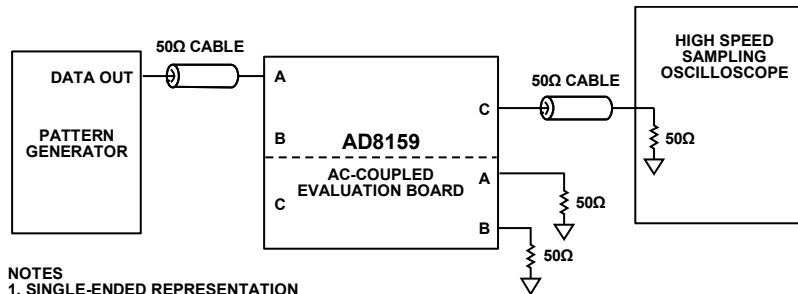 50Ω CABLE
DATA OUT
PATTERN
GENERATOR
A
B
C
AD8159
AC-COUPLED
EVALUATION BOARD
C
A
B
50Ω CABLE
50Ω
50Ω
HIGH SPEED
SAMPLING
OSCILLOSCOPE
50Ω
NOTES
1. SINGLE-ENDED REPRESENTATION